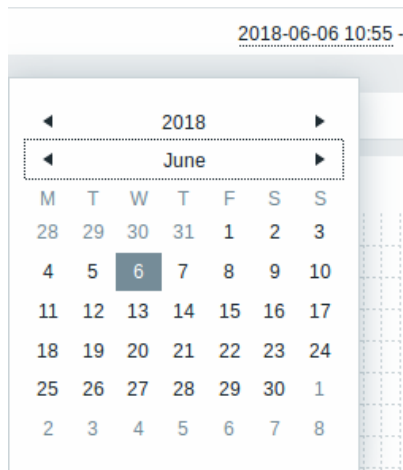 2018-06-06 10:55 -
2018
June
M T W T F S S
28 29 30 31 1 2 3
4 5 6 7 8 9 10
11 12 13 14 15 16 17
18 19 20 21 22 23 24
25 26 27 28 29 30 1
2 3 4 5 6 7 8